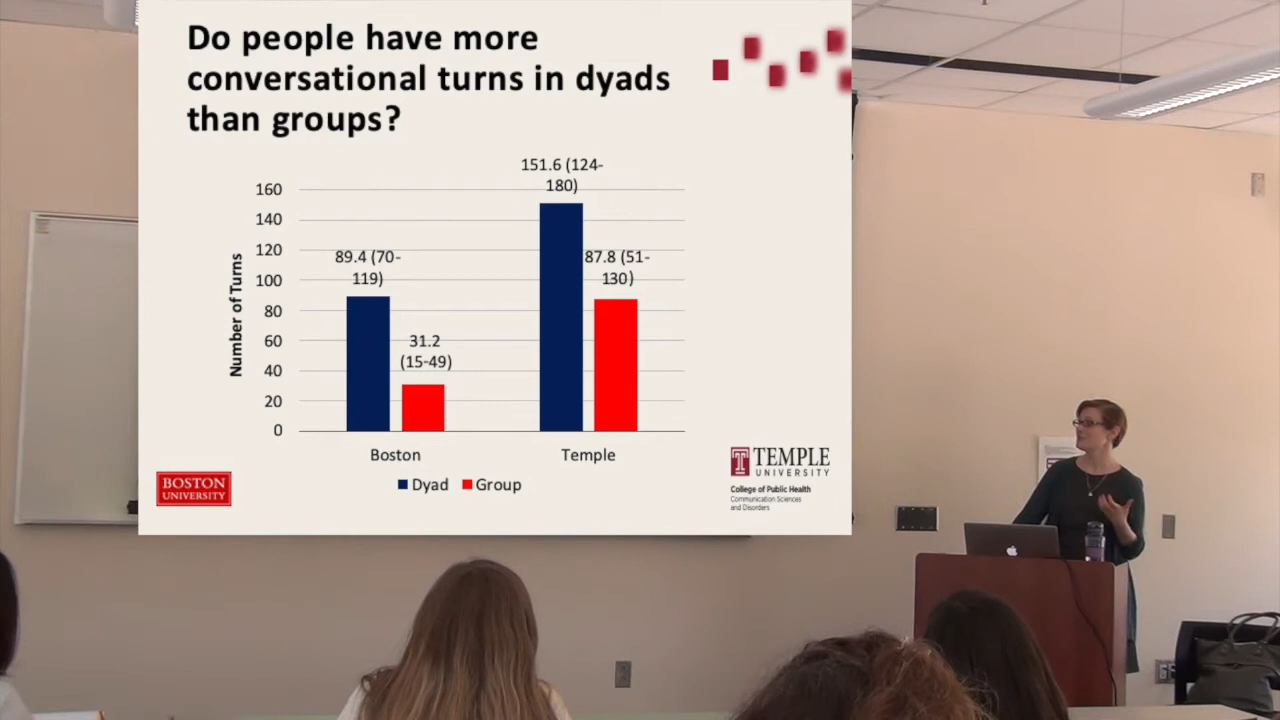 Do people have more
conversational turns in dyads
than groups?
151.6 (124-
180)
160
140
120
100
80
60
40
20
0
Number of Turns
89.4 (70-
119)
87.8 (51-
130)
31.2
(15-49)
Boston
Temple
Dyad
Group
BOSTON
UNIVERSITY
T TEMPLE
UNIVERSITY
College of Public Health
Communication Sciences
and Disorders